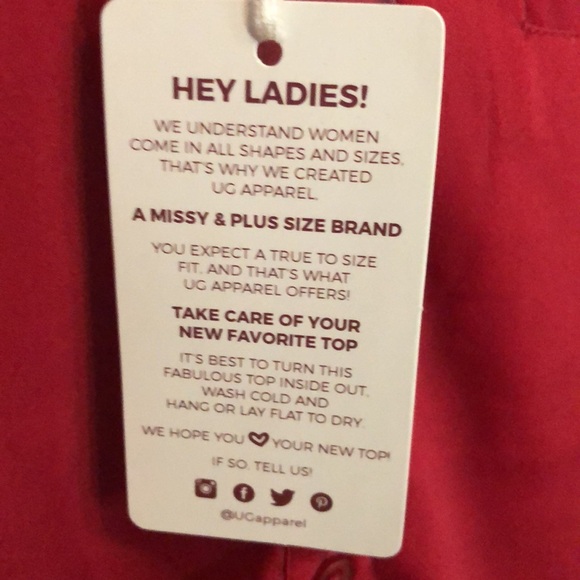 HEY LADIES!
WE UNDERSTAND WOMEN
COME IN ALL SHAPES AND SIZES,
THAT'S WHY WE CREATED
UG APPAREL.
A MISSY & PLUS SIZE BRAND
YOU EXPECT A TRUE TO SIZE
FIT, AND THAT'S WHAT
UG APPAREL OFFERS!
TAKE CARE OF YOUR
NEW FAVORITE TOP
IT'S BEST TO TURN THIS
FABULOUS TOP INSIDE OUT,
WASH COLD AND
HANG OR LAY FLAT TO DRY.
WE HOPE YOU ♥ YOUR NEW TOP!
IF SO, TELL US!
@UGapparel